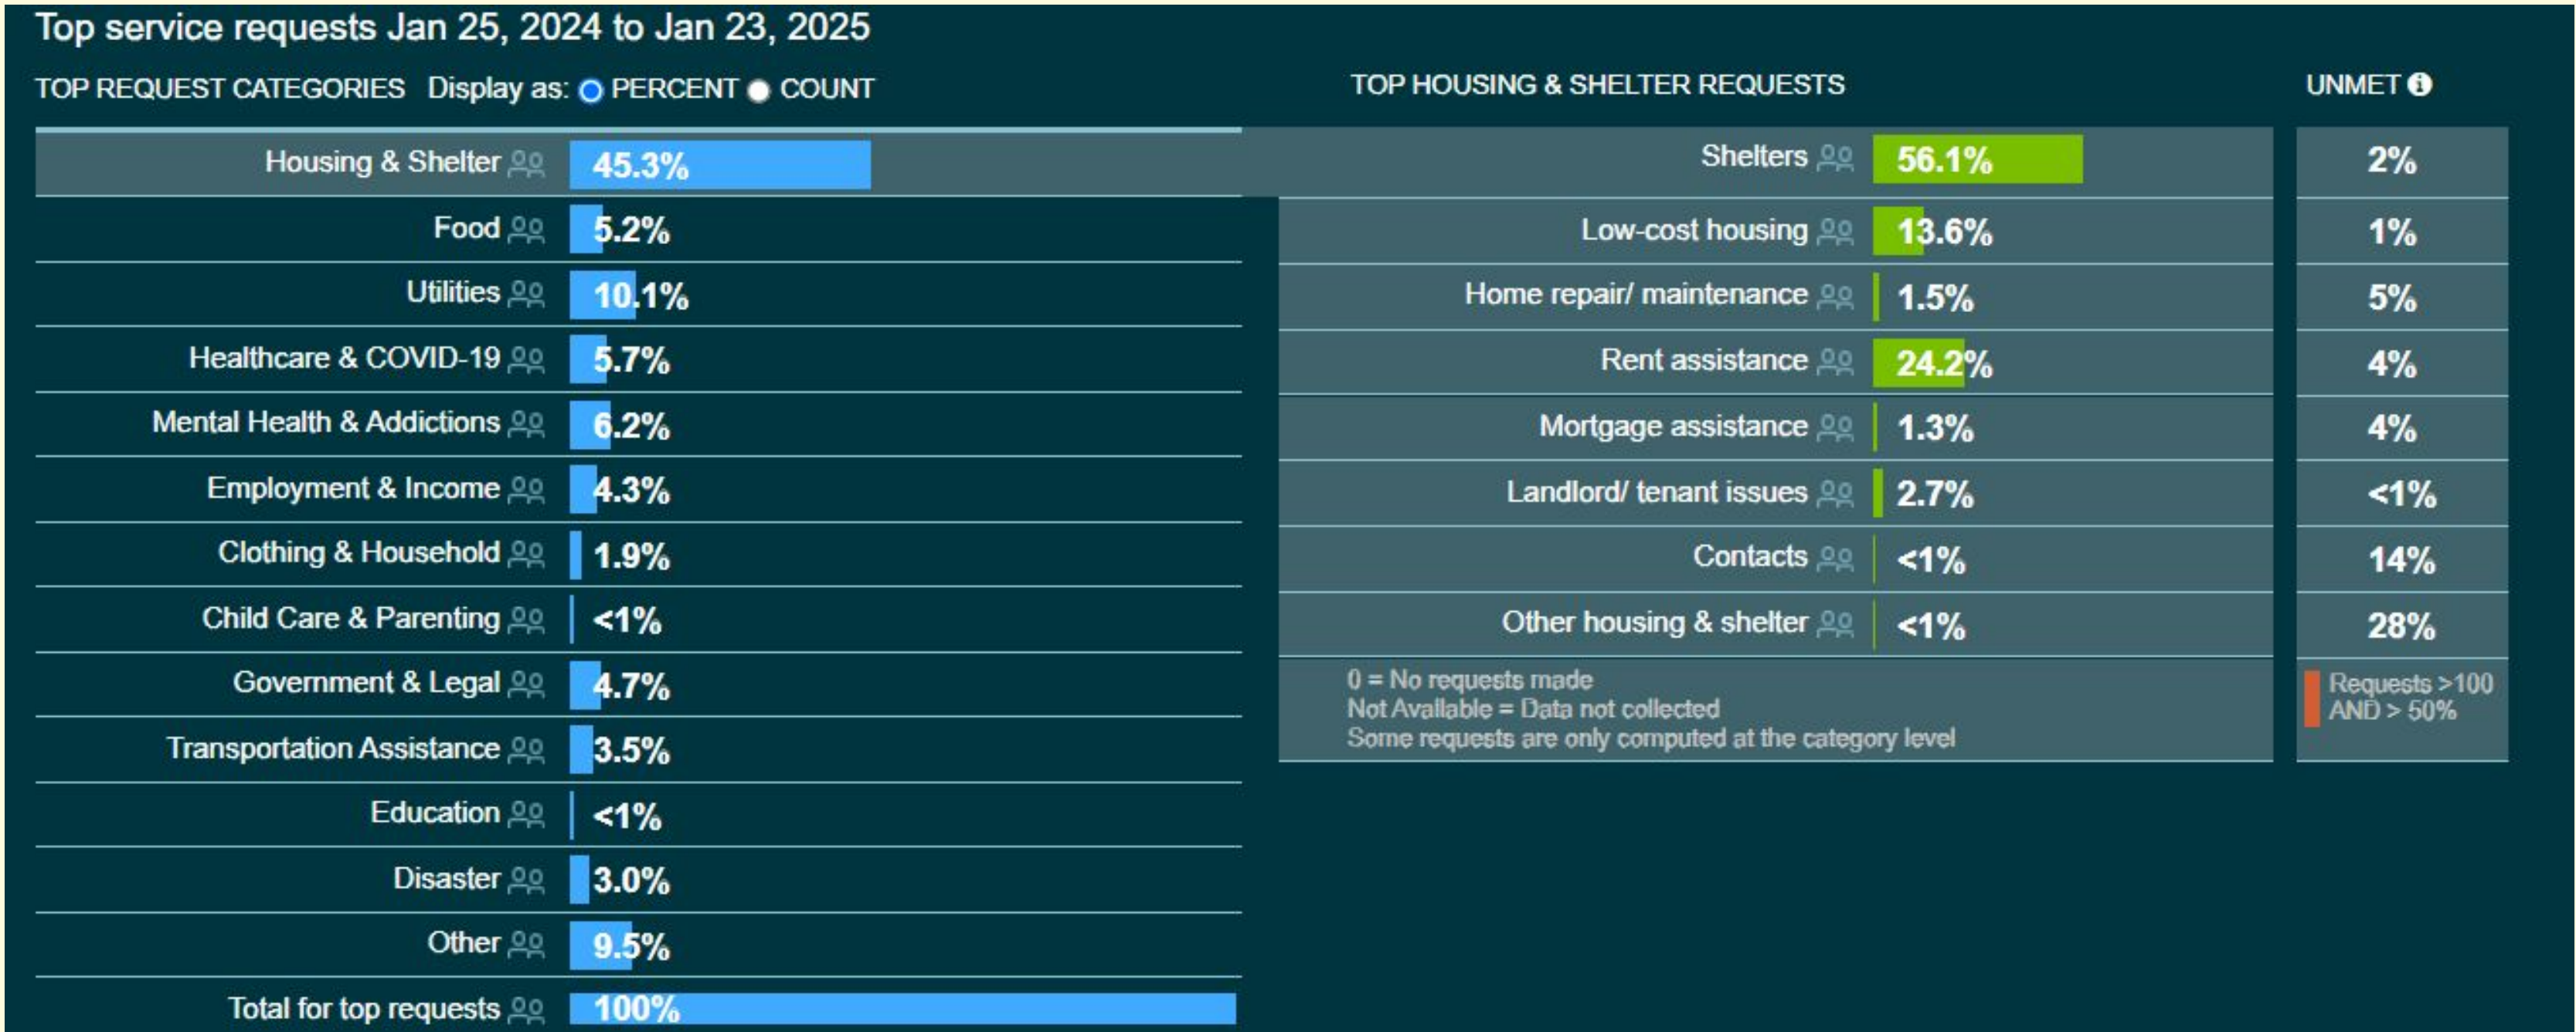 Top service requests Jan 25, 2024 to Jan 23, 2025
TOP REQUEST CATEGORIES Display as: PERCENT COUNT
Housing & Shelter 45.3%
Food 5.2%
Utilities 10.1%
Healthcare & COVID-19 5.7%
Mental Health & Addictions 6.2%
Employment & Income 4.3%
Clothing & Household 1.9%
Child Care & Parenting <1%
Government & Legal 4.7%
Transportation Assistance 3.5%
Education <1%
Disaster 3.0%
Other 9.5%
Total for top requests 100%
TOP HOUSING & SHELTER REQUESTS UNMET
Shelters 56.1% 2%
Low-cost housing 13.6% 1%
Home repair/ maintenance 1.5% 5%
Rent assistance 24.2% 4%
Mortgage assistance 1.3% 4%
Landlord/ tenant issues 2.7% <1%
Contacts <1% 14%
Other housing & shelter <1% 28%
0 = No requests made
Not Available = Data not collected
Some requests are only computed at the category level
Requests >100
AND > 50%